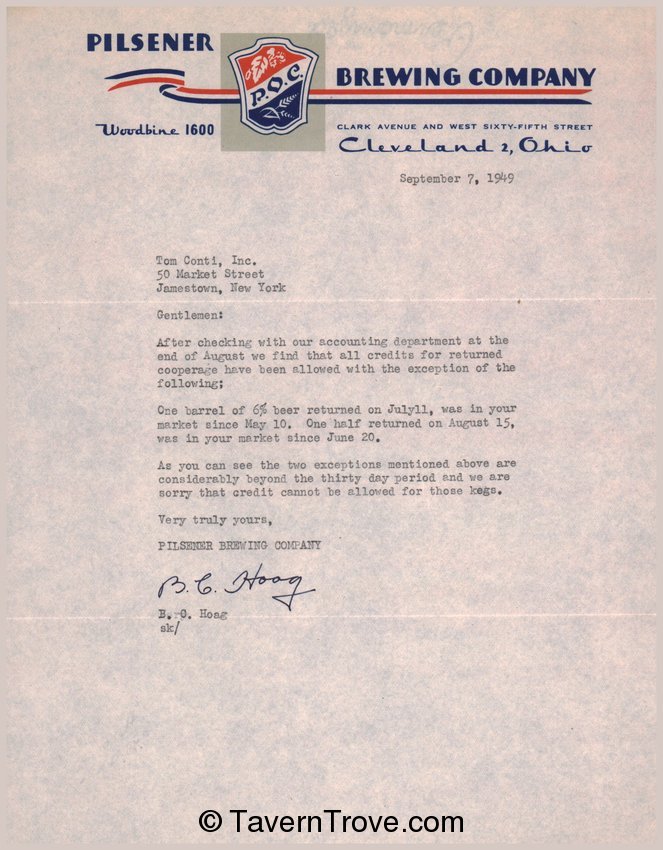 PILSENER
P.O.C.
BREWING COMPANY
Woodbine 1600
CLARK AVENUE AND WEST SIXTY-FIFTH STREET
Cleveland 2, Ohio
September 7, 1949
Tom Conti, Inc.
50 Market Street
Jamestown, New York
Gentlemen:
After checking with our accounting department at the
end of August we find that all credits for returned
cooperage have been allowed with the exception of the
following;
One barrel of 6% beer returned on July11, was in your
market since May 10. One half returned on August 15,
was in your market since June 20.
As you can see the two exceptions mentioned above are
considerably beyond the thirty day period and we are
sorry that credit cannot be allowed for those kegs.
Very truly yours,
PILSENER BREWING COMPANY
B. C. Hoag
B. C. Hoag
sk/
© TavernTrove.com